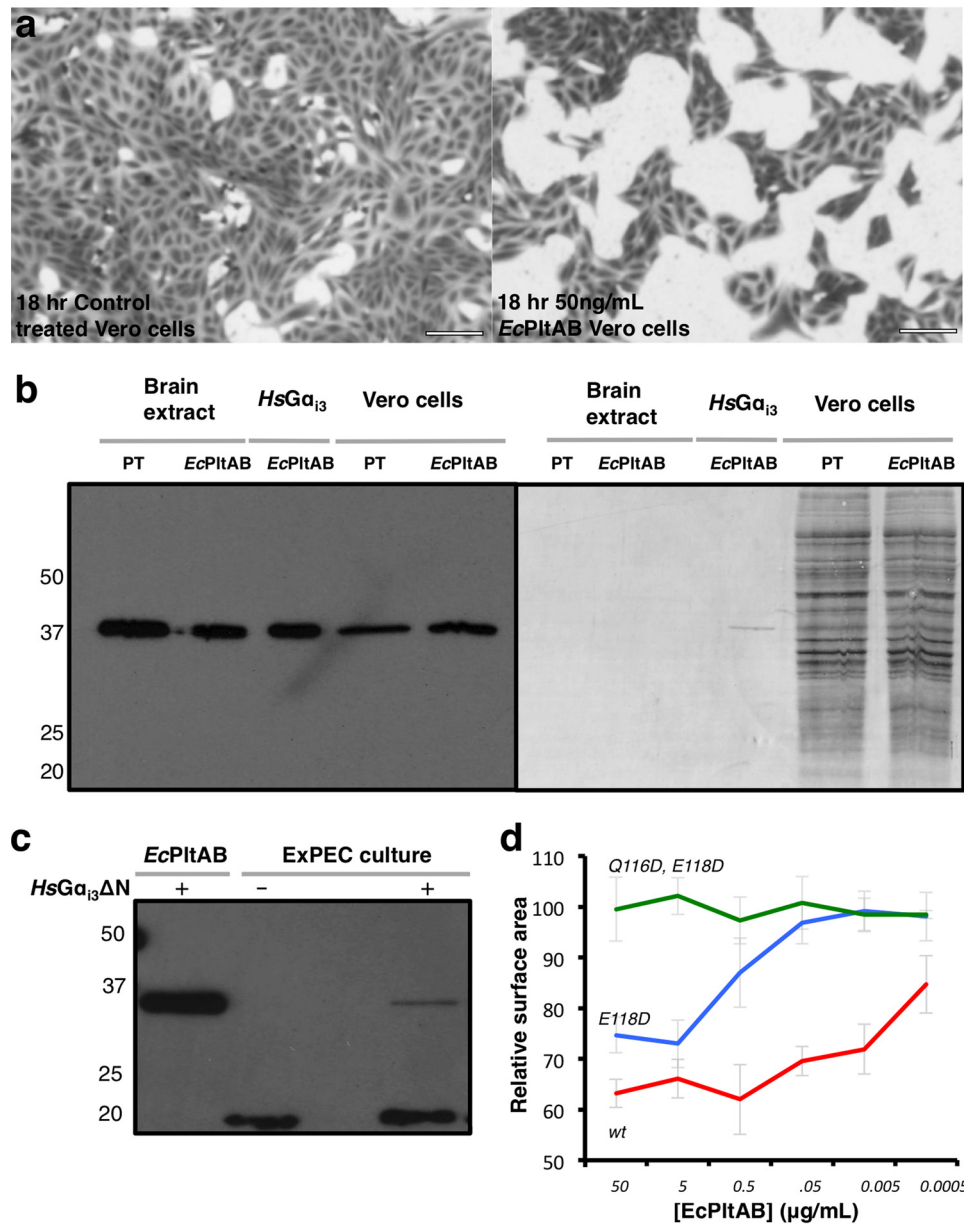 a
18 hr Control
treated Vero cells
18 hr 50ng/mL
EcPltAB Vero cells
b
Brain
extract
HsGαi3
Vero cells
PT
EcPltAB
EcPltAB
PT
EcPltAB
Brain
extract
HsGαi3
Vero cells
PT
EcPltAB
EcPltAB
PT
EcPltAB
50
37
25
20
c
EcPltAB
ExPEC culture
HsGαi3ΔN
+
−
+
50
37
25
20
d
Relative surface area
110
100
90
80
70
60
50
Q116D, E118D
E118D
wt
50
5
0.5
.05
0.005
0.0005
[EcPltAB] (µg/mL)